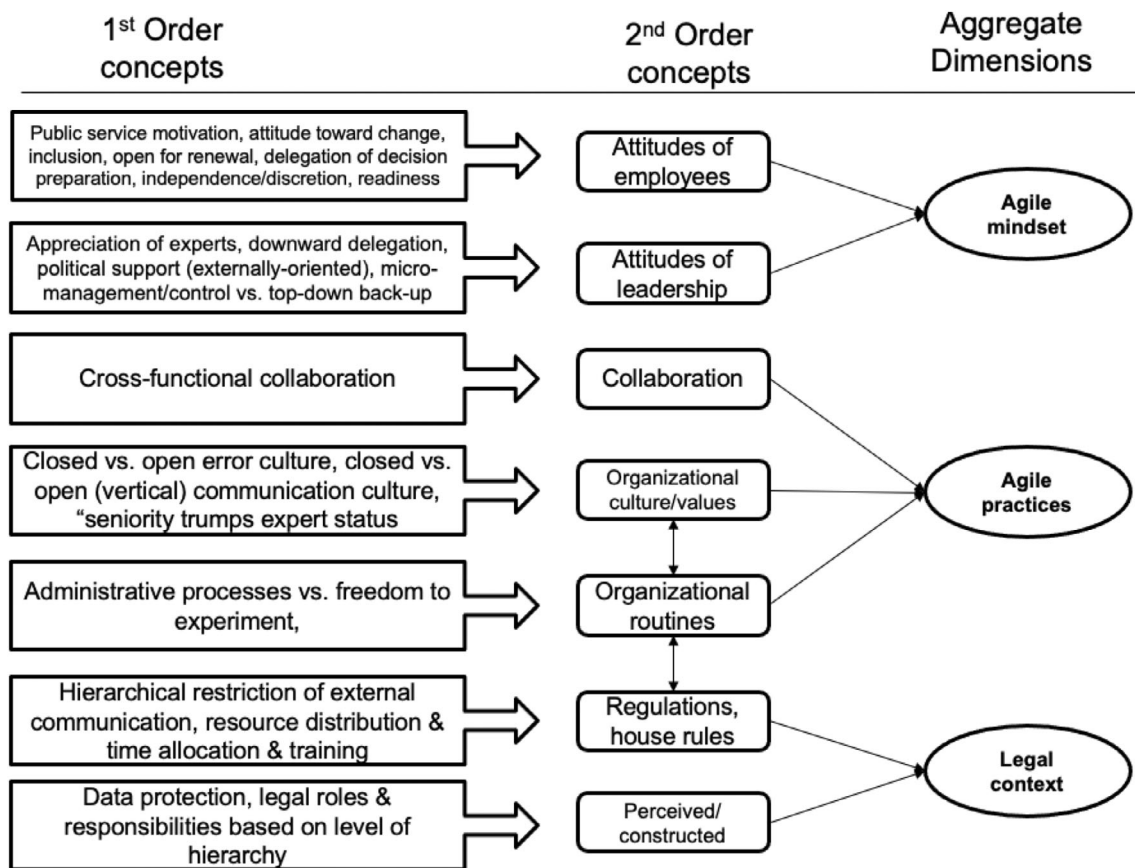 1st Order
concepts
2nd Order
concepts
Aggregate
Dimensions
Public service motivation, attitude toward change,
inclusion, open for renewal, delegation of decision
preparation, independence/discretion, readiness
Attitudes of
employees
Agile
mindset
Appreciation of experts, downward delegation,
political support (externally-oriented), micro-
management/control vs. top-down back-up
Attitudes of
leadership
Cross-functional collaboration
Collaboration
Closed vs. open error culture, closed vs.
open (vertical) communication culture,
“seniority trumps expert status
Organizational
culture/values
Agile
practices
Administrative processes vs. freedom to
experiment,
Organizational
routines
Hierarchical restriction of external
communication, resource distribution &
time allocation & training
Regulations,
house rules
Legal
context
Data protection, legal roles &
responsibilities based on level of
hierarchy
Perceived/
constructed